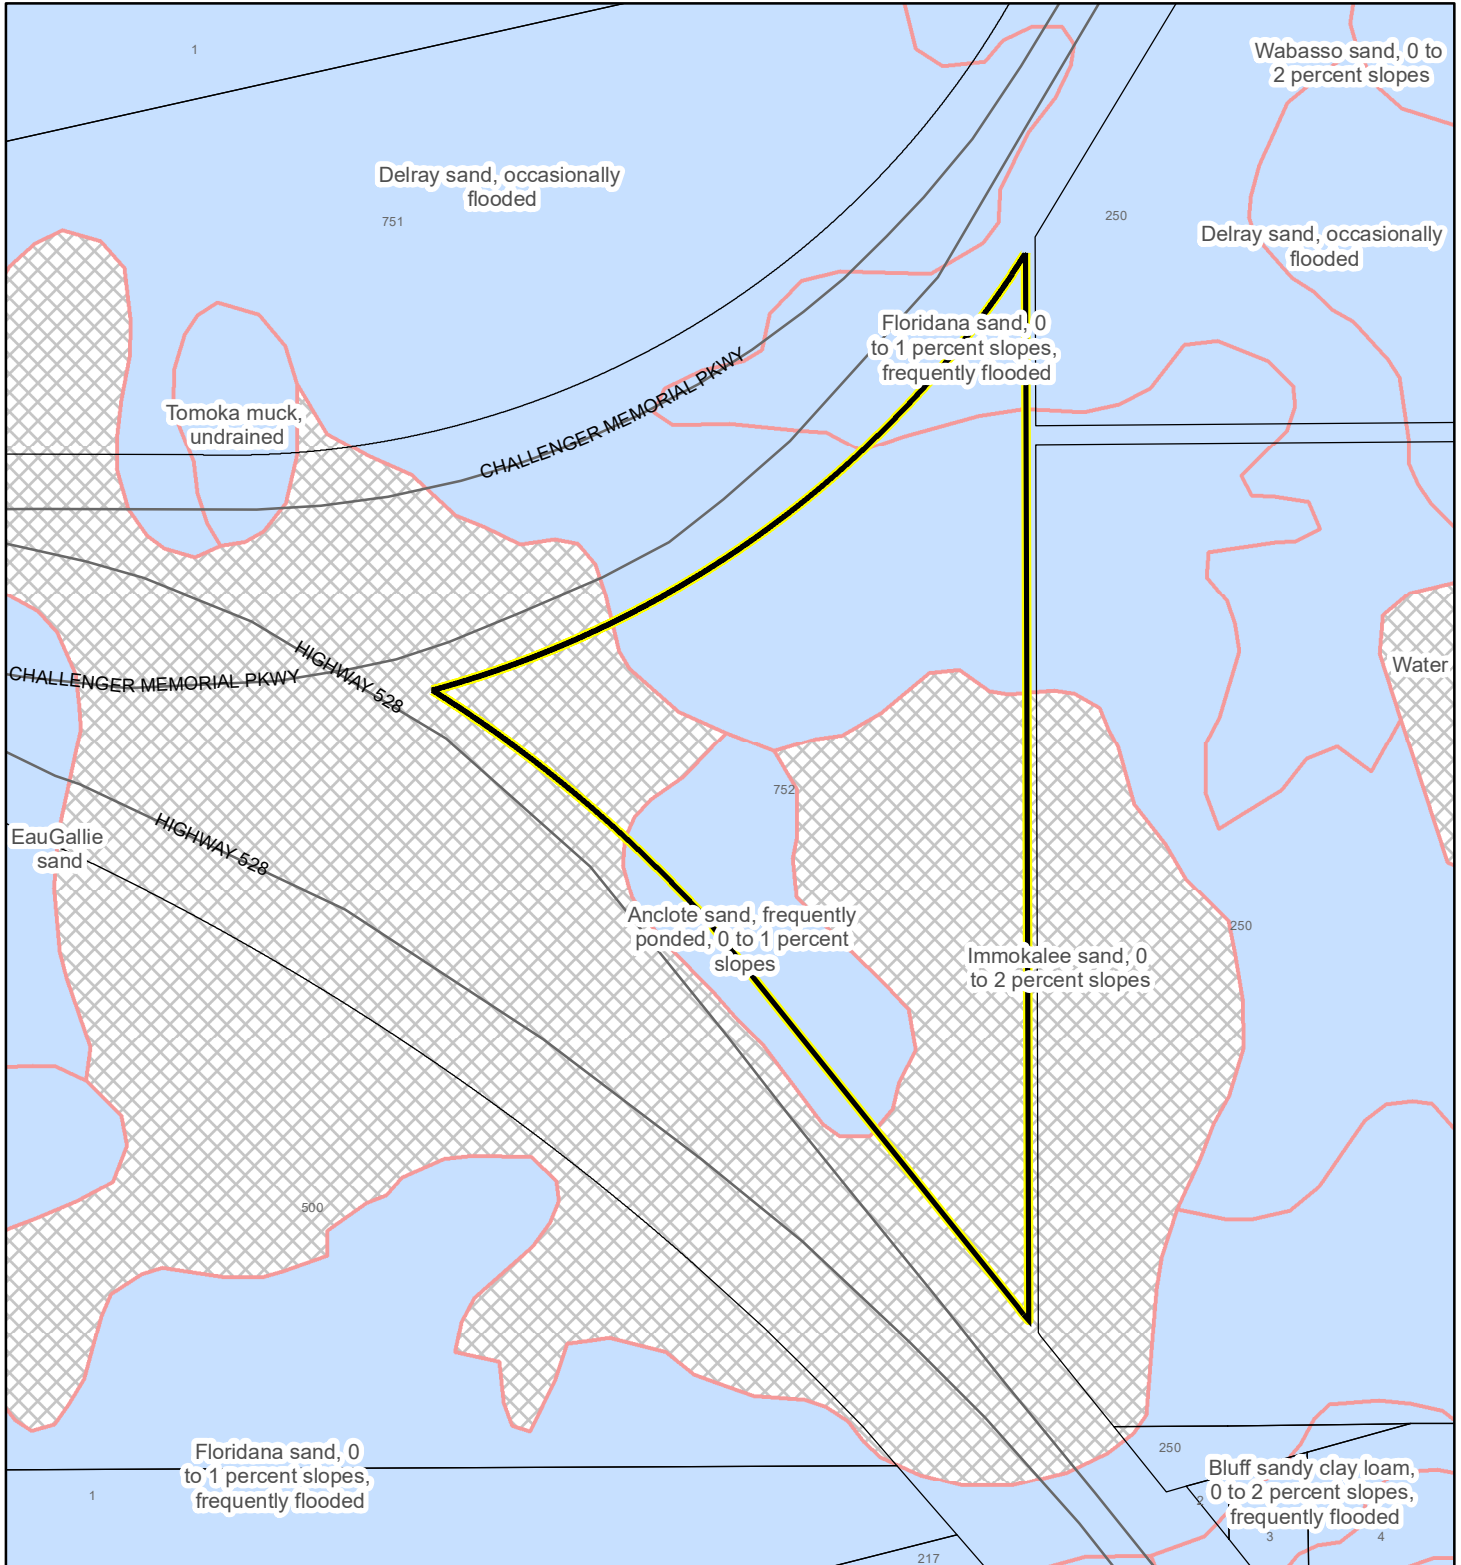 1
Wabasso sand, 0 to
2 percent slopes
Delray sand, occasionally
flooded
751
250
Delray sand, occasionally
flooded
Floridana sand, 0
to 1 percent slopes,
frequently flooded
CHALLENGER MEMORIAL PKWY
Tomoka muck,
undrained
HIGHWAY 528
CHALLENGER MEMORIAL PKWY
Water
752
EauGallie
sand
HIGHWAY 528
Anclote sand, frequently
ponded, 0 to 1 percent
slopes
250
Immokalee sand, 0
to 2 percent slopes
500
Floridana sand, 0
to 1 percent slopes,
frequently flooded
1
250
Bluff sandy clay loam,
0 to 2 percent slopes,
frequently flooded
2
3
4
217